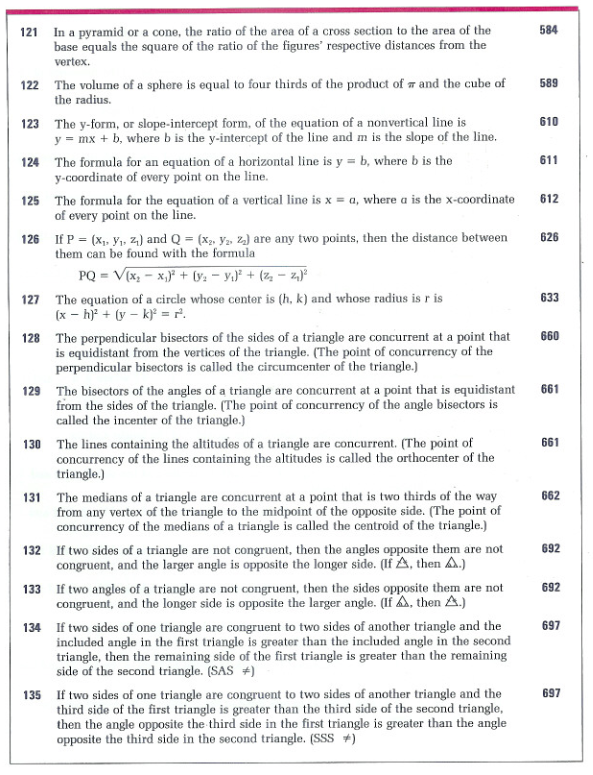 121 In a pyramid or a cone, the ratio of the area of a cross section to the area of the 584
base equals the square of the ratio of the figures' respective distances from the
vertex.
122 The volume of a sphere is equal to four thirds of the product of π and the cube of 589
the radius.
123 The y-form, or slope-intercept form, of the equation of a nonvertical line is 610
y = mx + b, where b is the y-intercept of the line and m is the slope of the line.
124 The formula for an equation of a horizontal line is y = b, where b is the 611
y-coordinate of every point on the line.
125 The formula for the equation of a vertical line is x = a, where a is the x-coordinate 612
of every point on the line.
126 If P = (x₁, y₁, z₁) and Q = (x₂, y₂, z₂) are any two points, then the distance between 626
them can be found with the formula
PQ = √(x₂ − x₁)² + (y₂ − y₁)² + (z₂ − z₁)²
127 The equation of a circle whose center is (h, k) and whose radius is r is 633
(x − h)² + (y − k)² = r².
128 The perpendicular bisectors of the sides of a triangle are concurrent at a point that 660
is equidistant from the vertices of the triangle. (The point of concurrency of the
perpendicular bisectors is called the circumcenter of the triangle.)
129 The bisectors of the angles of a triangle are concurrent at a point that is equidistant 661
from the sides of the triangle. (The point of concurrency of the angle bisectors is
called the incenter of the triangle.)
130 The lines containing the altitudes of a triangle are concurrent. (The point of 661
concurrency of the lines containing the altitudes is called the orthocenter of the
triangle.)
131 The medians of a triangle are concurrent at a point that is two thirds of the way 662
from any vertex of the triangle to the midpoint of the opposite side. (The point of
concurrency of the medians of a triangle is called the centroid of the triangle.)
132 If two sides of a triangle are not congruent, then the angles opposite them are not 692
congruent, and the larger angle is opposite the longer side. (If △, then △.)
133 If two angles of a triangle are not congruent, then the sides opposite them are not 692
congruent, and the longer side is opposite the larger angle. (If △, then △.)
134 If two sides of one triangle are congruent to two sides of another triangle and the 697
included angle in the first triangle is greater than the included angle in the second
triangle, then the remaining side of the first triangle is greater than the remaining
side of the second triangle. (SAS ≠)
135 If two sides of one triangle are congruent to two sides of another triangle and the 697
third side of the first triangle is greater than the third side of the second triangle,
then the angle opposite the third side in the first triangle is greater than the angle
opposite the third side in the second triangle. (SSS ≠)